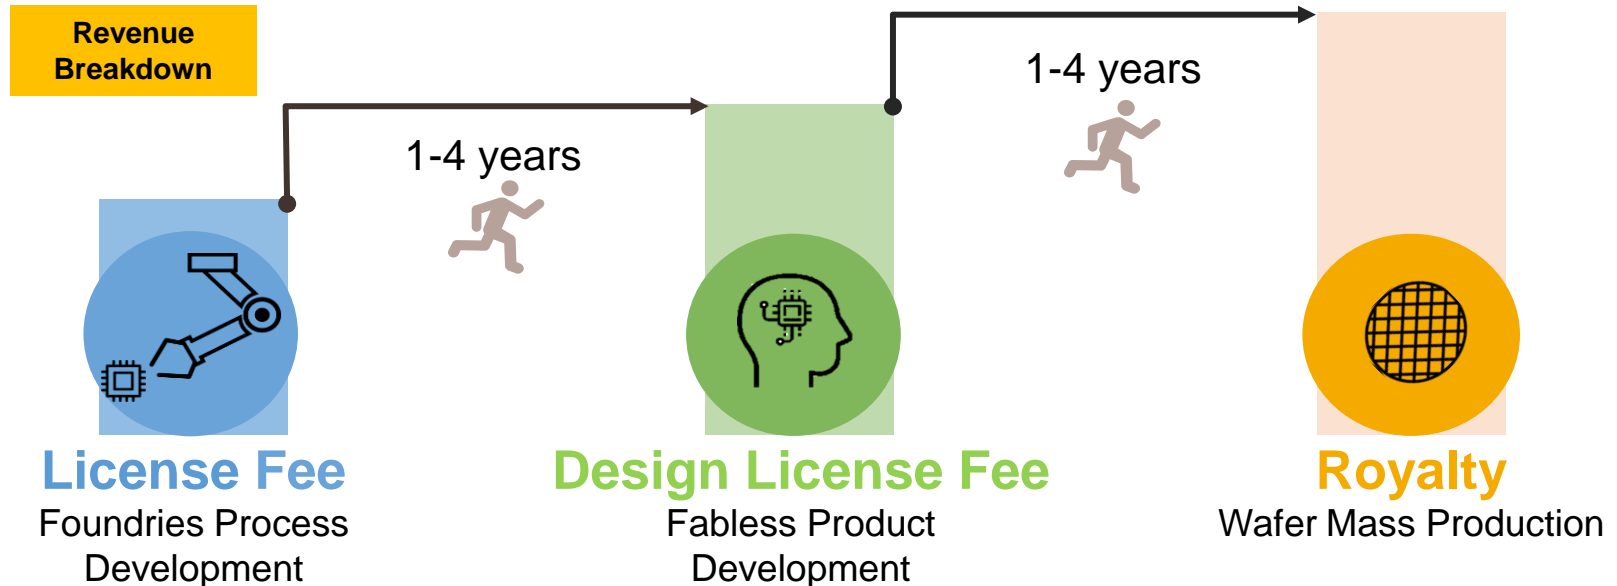 Revenue
Breakdown
1-4 years
1-4 years
License Fee
Foundries Process
Development
Design License Fee
Fabless Product
Development
Royalty
Wafer Mass Production